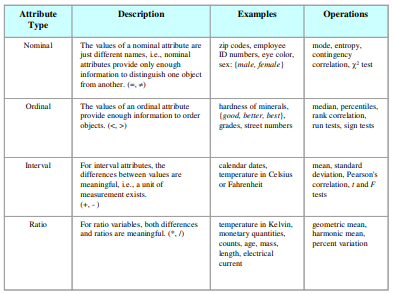 Attribute Type Description Examples Operations
Nominal
The values of a nominal attribute are
just different names, i.e., nominal
attributes provide only enough
information to distinguish one object
from another. (=, ≠)
zip codes, employee
ID numbers, eye color,
sex: {male, female}
mode, entropy,
contingency
correlation, χ² test
Ordinal
The values of an ordinal attribute
provide enough information to order
objects. (<, >)
hardness of minerals,
{good, better, best},
grades, street numbers
median, percentiles,
rank correlation,
run tests, sign tests
Interval
For interval attributes, the
differences between values are
meaningful, i.e., a unit of
measurement exists.
(+, - )
calendar dates,
temperature in Celsius
or Fahrenheit
mean, standard
deviation, Pearson's
correlation, t and F
tests
Ratio
For ratio variables, both differences
and ratios are meaningful. (*, /)
temperature in Kelvin,
monetary quantities,
counts, age, mass,
length, electrical
current
geometric mean,
harmonic mean,
percent variation